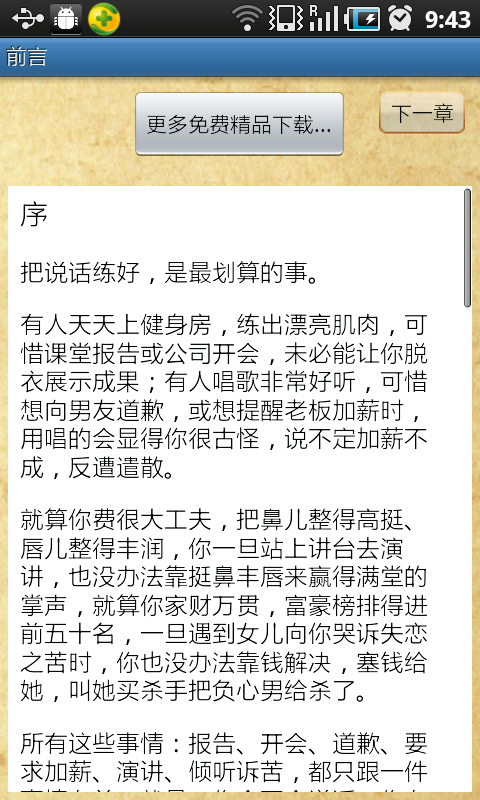 R
9:43
前言
更多免费精品下载...
下一章
序
把说话练好，是最划算的事。
有人天天上健身房，练出漂亮肌肉，可
惜课堂报告或公司开会，未必能让你脱
衣展示成果；有人唱歌非常好听，可惜
想向男友道歉，或想提醒老板加薪时，
用唱的会显得你很古怪，说不定加薪不
成，反遭遣散。
就算你费很大工夫，把鼻儿整得高挺、
唇儿整得丰润，你一旦站上讲台去演
讲，也没办法靠挺鼻丰唇来赢得满堂的
掌声，就算你家财万贯，富豪榜排得进
前五十名，一旦遇到女儿向你哭诉失恋
之苦时，你也没办法靠钱解决，塞钱给
她，叫她买杀手把负心男给杀了。
所有这些事情：报告、开会、道歉、要
求加薪、演讲、倾听诉苦，都只跟一件